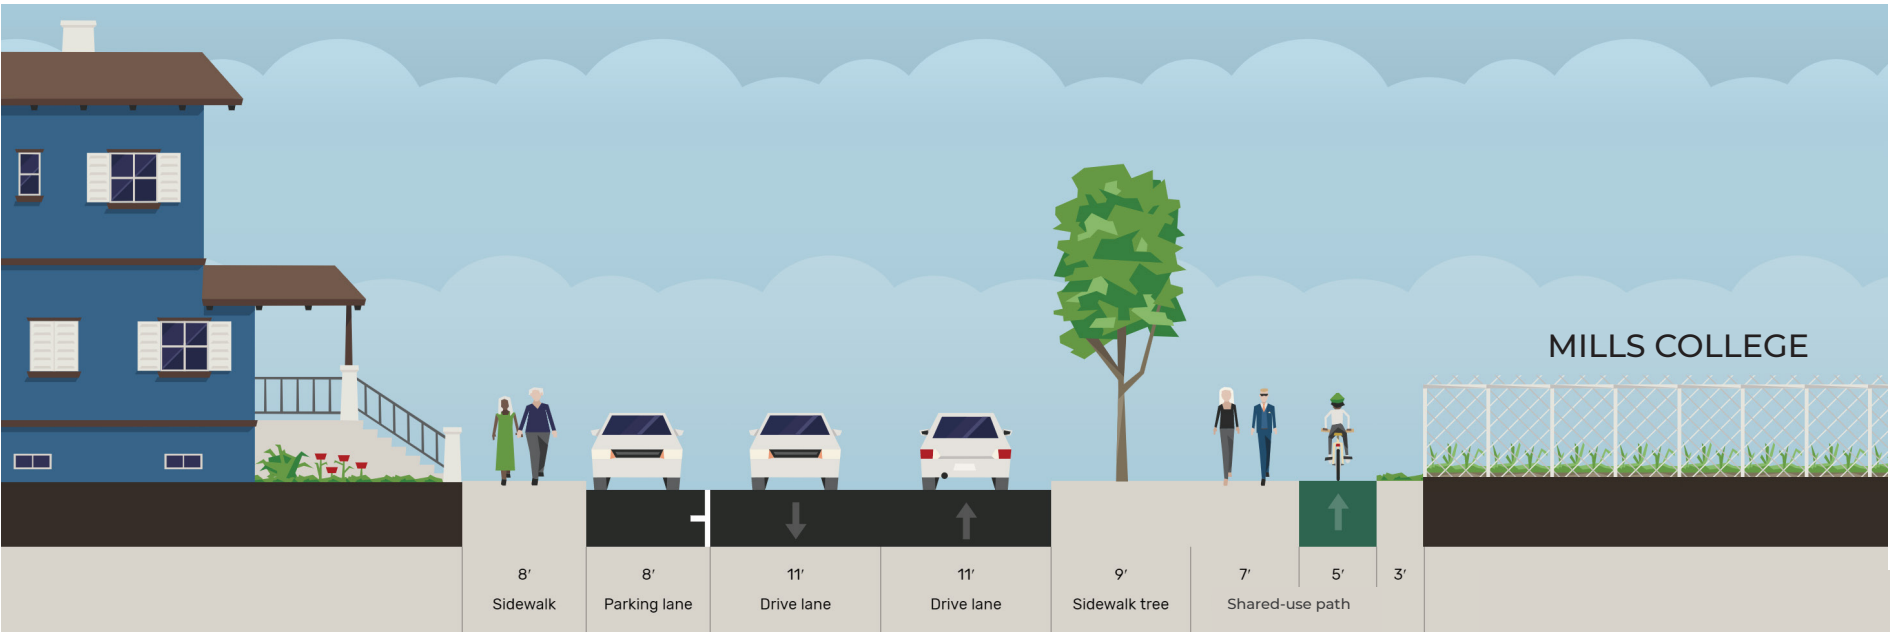 MILLS COLLEGE
8′ 8′ 11′ 11′ 9′ 7′ 5′ 3′
Sidewalk Parking lane Drive lane Drive lane Sidewalk tree Shared-use path